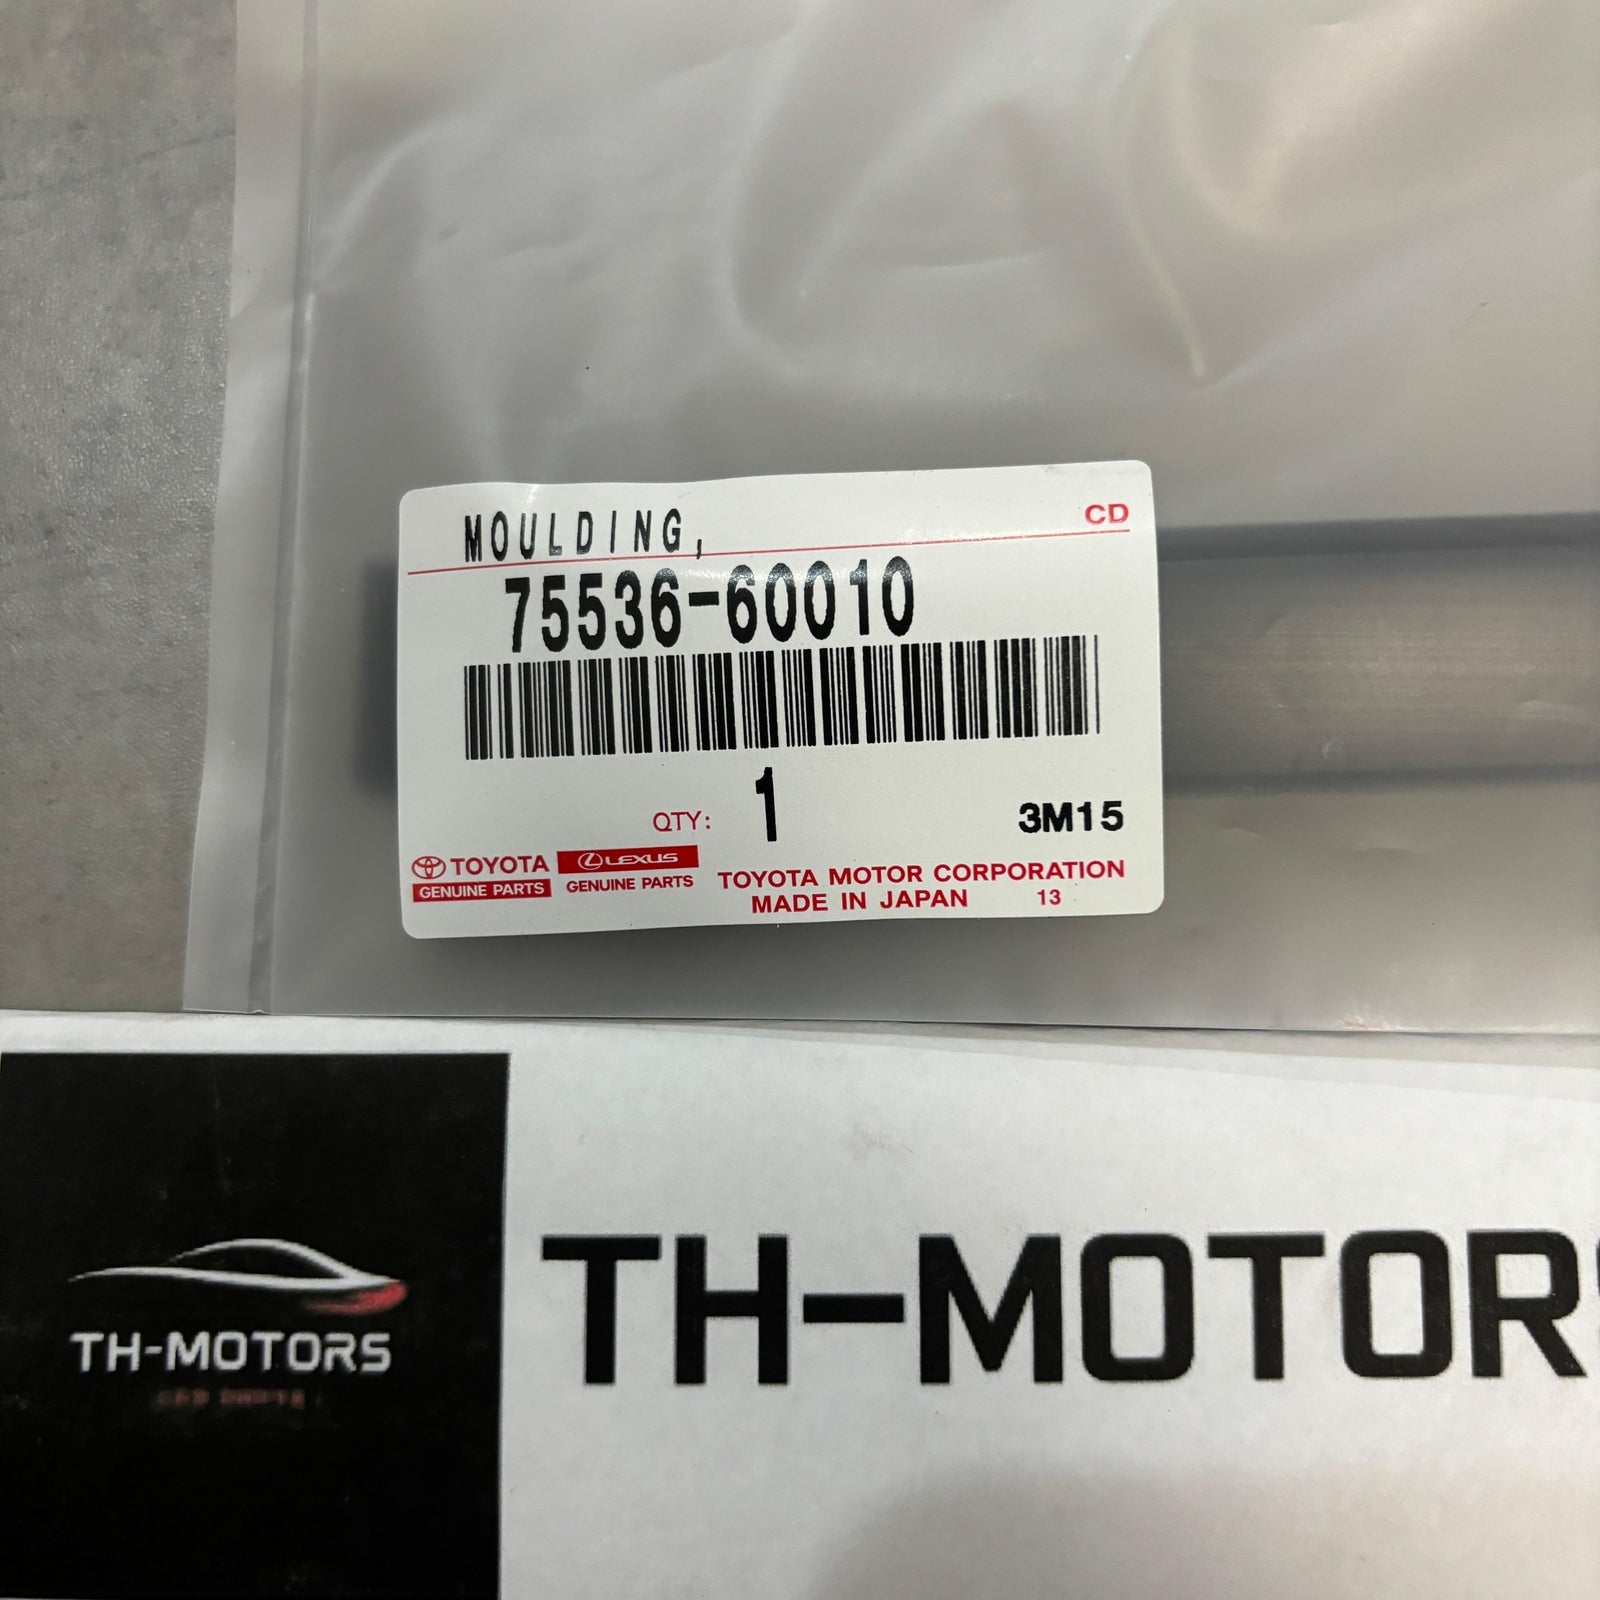 MOULDING,
CD
75536-60010
QTY: 1
3M15
TOYOTA
GENUINE PARTS
LEXUS
GENUINE PARTS
TOYOTA MOTOR CORPORATION
MADE IN JAPAN 13
TH-MOTORS
TH-MOTORS